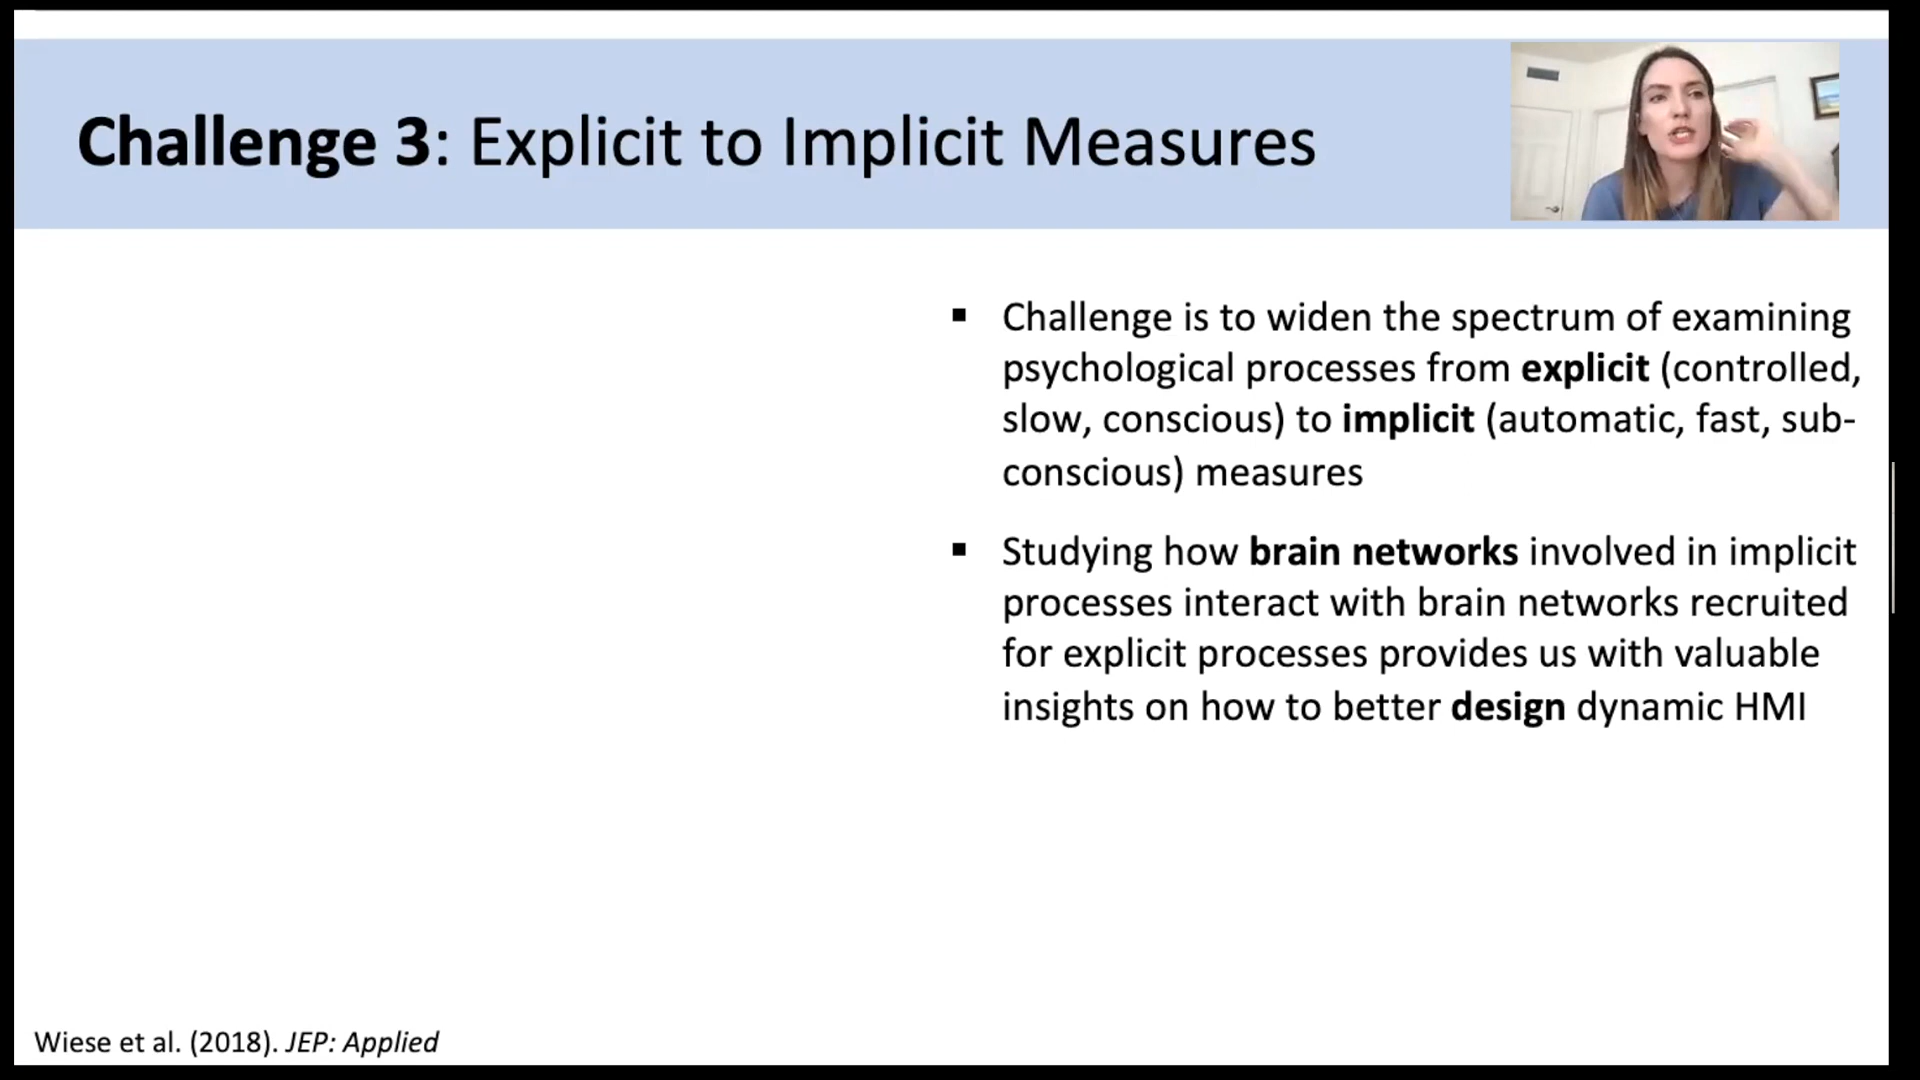 Challenge 3: Explicit to Implicit Measures
▪ Challenge is to widen the spectrum of examining
psychological processes from explicit (controlled,
slow, conscious) to implicit (automatic, fast, sub-
conscious) measures
▪ Studying how brain networks involved in implicit
processes interact with brain networks recruited
for explicit processes provides us with valuable
insights on how to better design dynamic HMI
Wiese et al. (2018). JEP: Applied